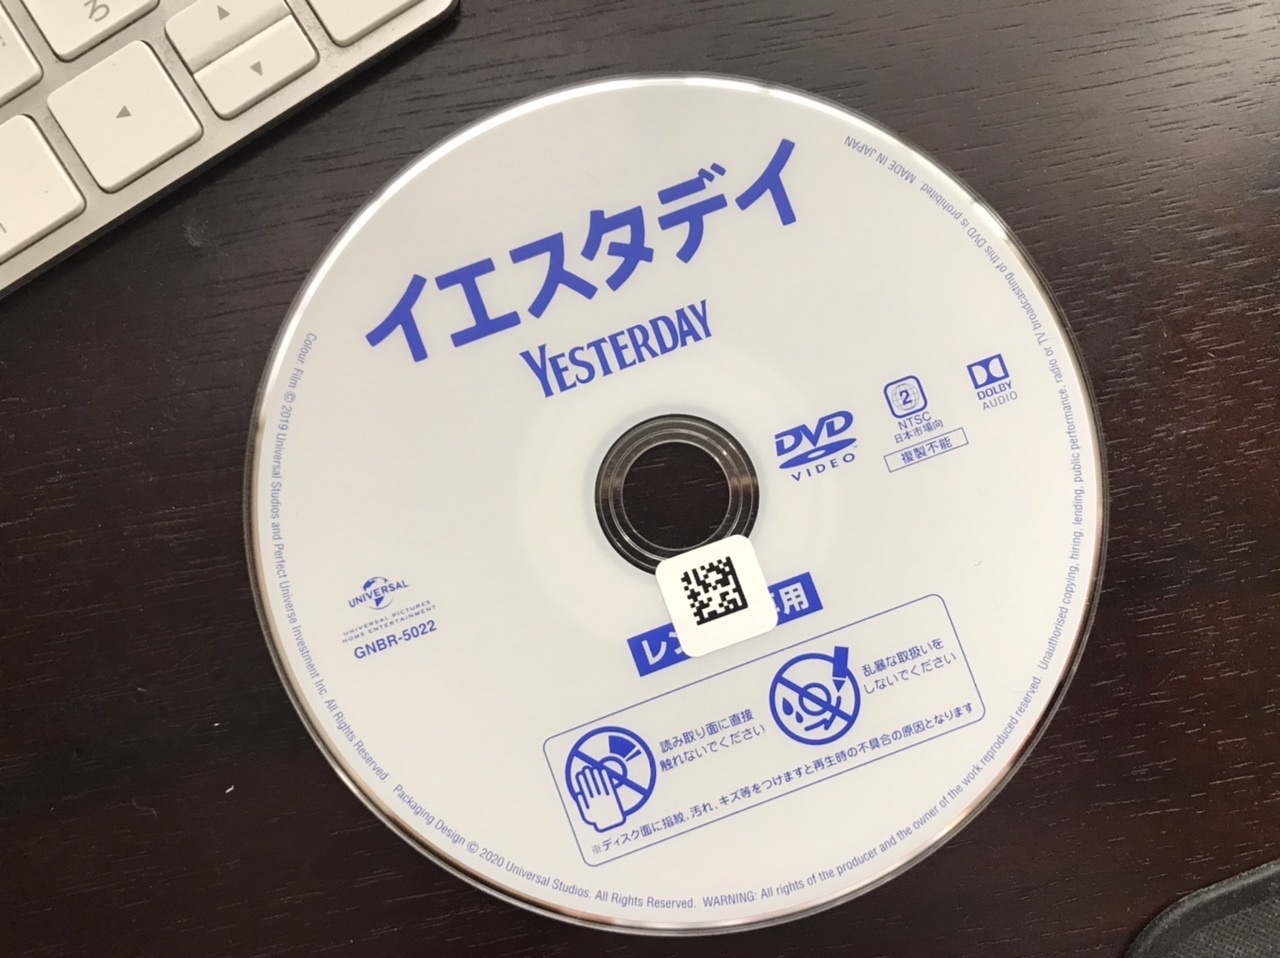 イエスタデイ
YESTERDAY
DVD
VIDEO
2
NTSC
日本市場向
複製不能
DOLBY
AUDIO
UNIVERSAL
UNIVERSAL PICTURES
HOME ENTERTAINMENT
GNBR-5022
用
読み取り面に直接
触れないでください
乱暴な取扱いを
しないでください
※ディスク面に指紋、汚れ、キズ等をつけますと再生時の不具合の原因となります
Colour. Film © 2019 Universal Studios and Perfect Universe Investment Inc. All Rights Reserved. Packaging Design © 2020 Universal Studios. All Rights Reserved. WARNING: All rights of the producer and the owner of the work reproduced reserved. Unauthorised copying, hiring, lending, public performance, radio or TV broadcasting of this DVD is prohibited. MADE IN JAPAN